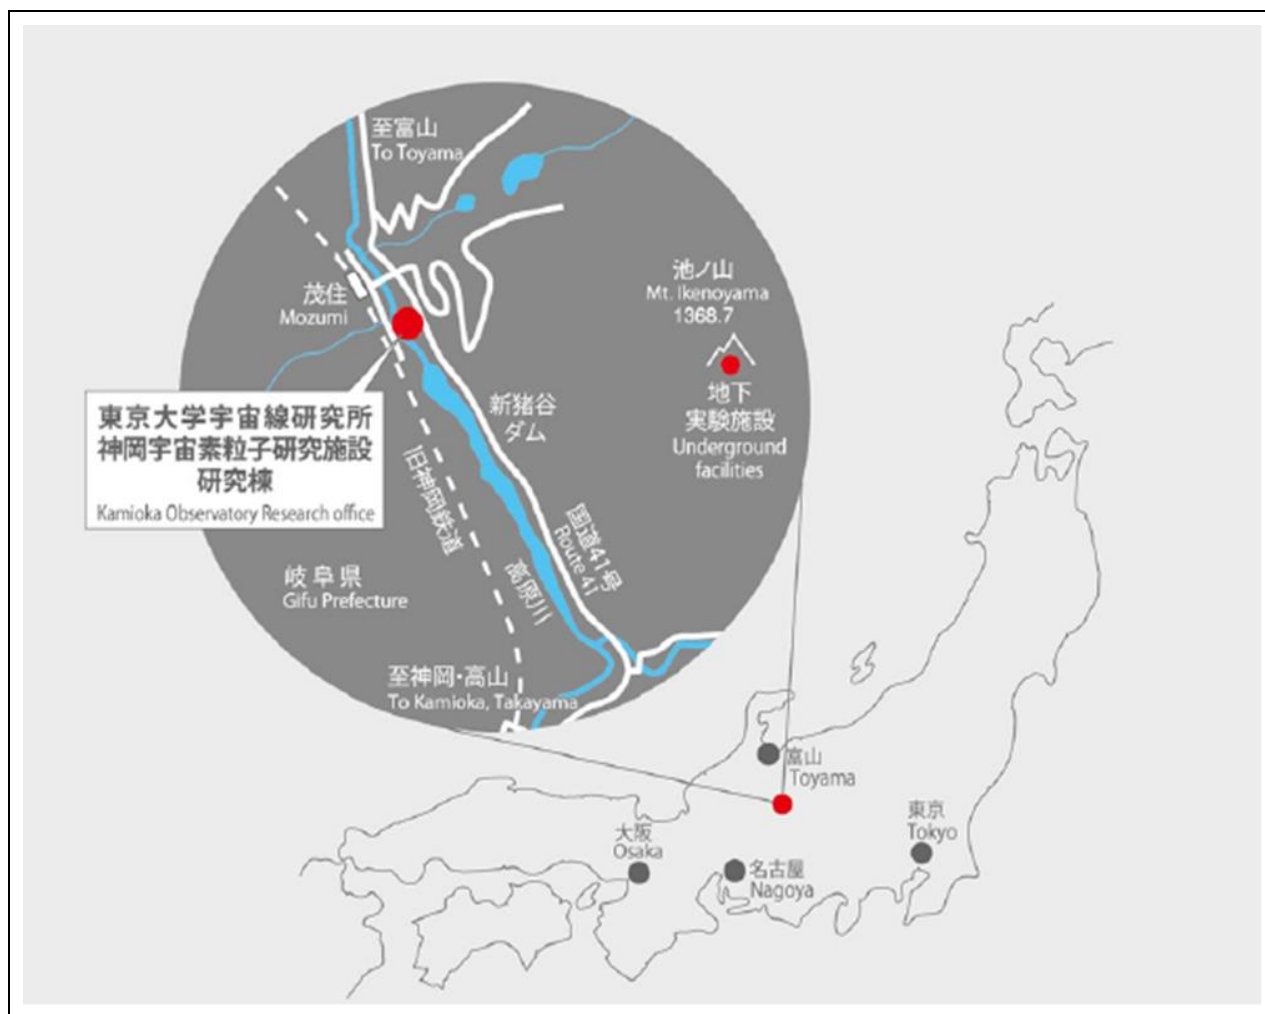 至富山
To Toyama
池ノ山
Mt. Ikenoyama
1368.7
茂住
Mozumi
地下
実験施設
Underground
facilities
新猪谷
ダム
東京大学宇宙線研究所
神岡宇宙素粒子研究施設
研究棟
Kamioka Observatory Research office
旧神岡鉄道
国道41号
Route 41
高原川
岐阜県
Gifu Prefecture
至神岡・高山
To Kamioka, Takayama
富山
Toyama
東京
Tokyo
大阪
Osaka
名古屋
Nagoya